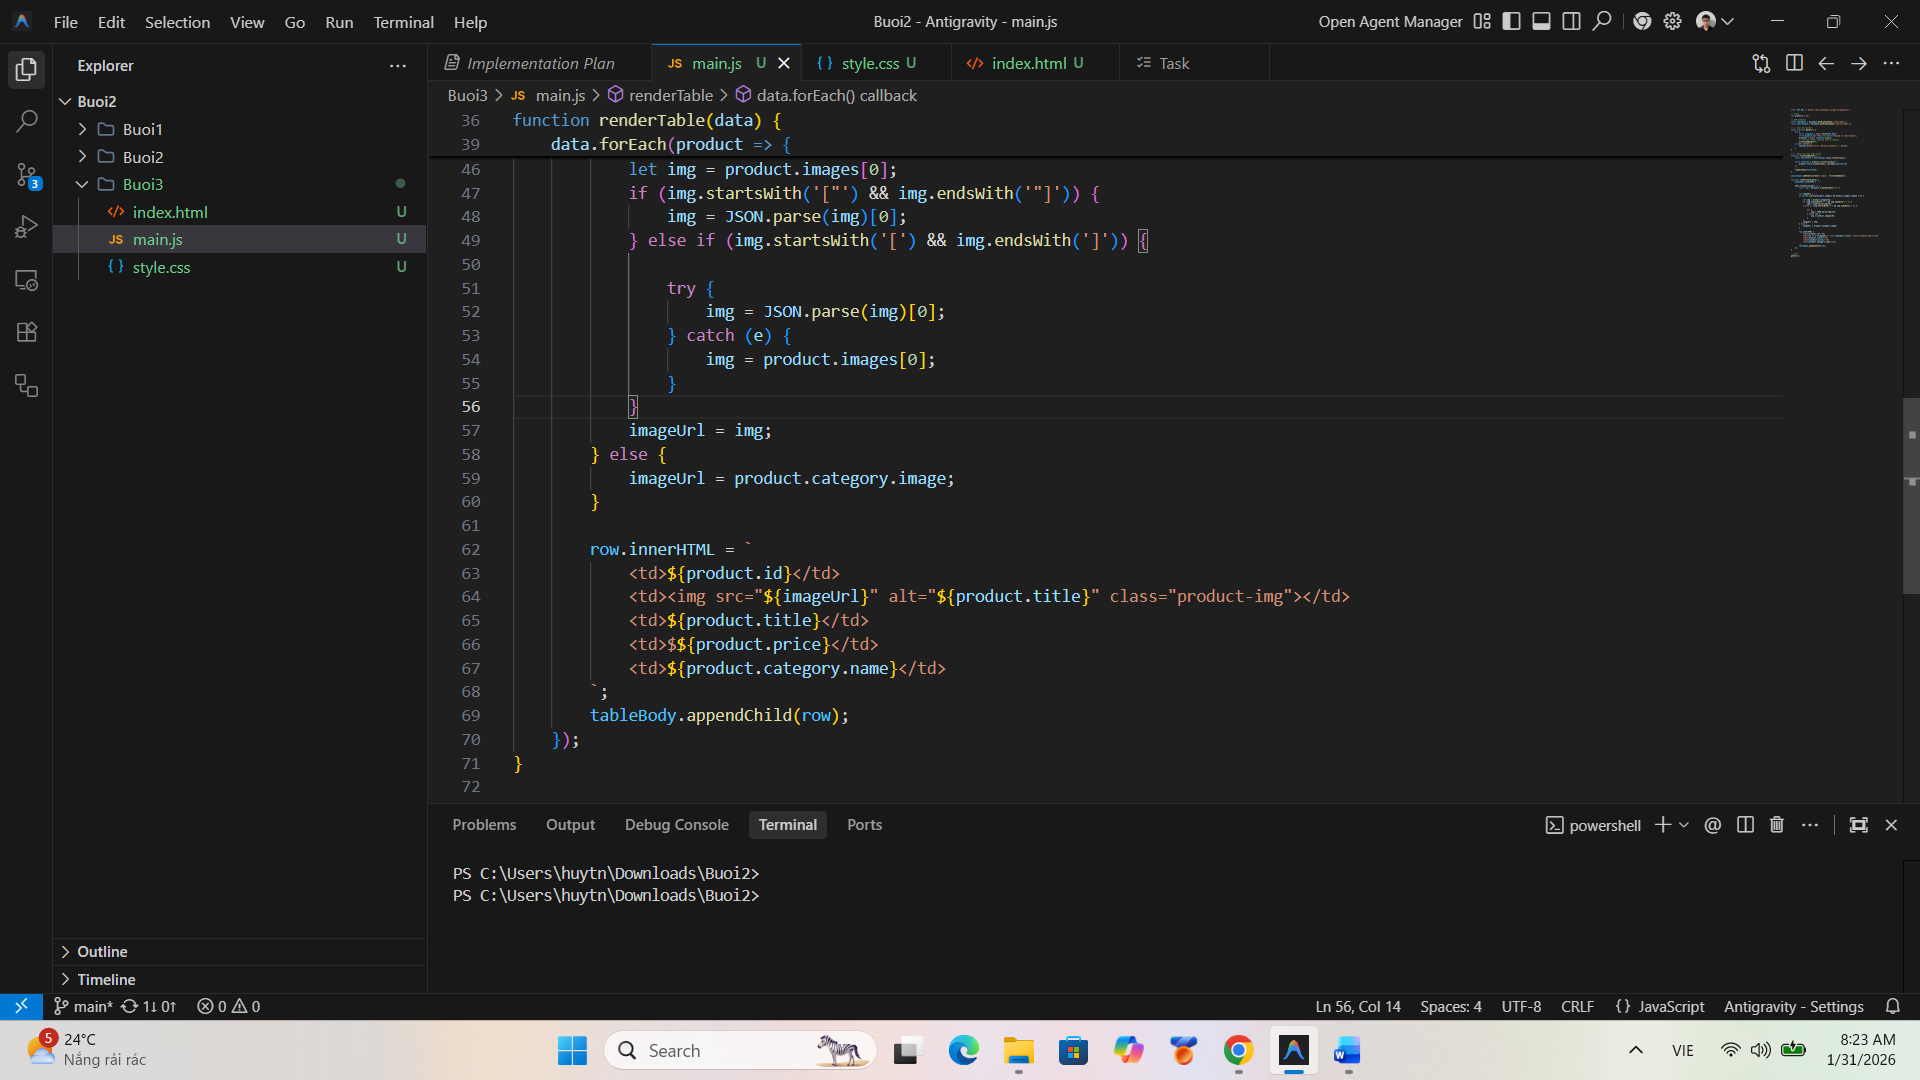 File Edit Selection View Go Run Terminal Help
Buoi2 - Antigravity - main.js
Open Agent Manager
Explorer
Buoi2
Buoi1
Buoi2
Buoi3
index.html U
JS main.js U
{} style.css U
3
Implementation Plan
JS main.js U
{} style.css U
index.html U
Task
Buoi3 > JS main.js > renderTable > data.forEach() callback
36 function renderTable(data) {
39 data.forEach(product => {
46 let img = product.images[0];
47 if (img.startsWith('["') && img.endsWith('"]')) {
48 img = JSON.parse(img)[0];
49 } else if (img.startsWith('[') && img.endsWith(']')) {
50
51 try {
52 img = JSON.parse(img)[0];
53 } catch (e) {
54 img = product.images[0];
55 }
56 }
57 imageUrl = img;
58 } else {
59 imageUrl = product.category.image;
60 }
61
62 row.innerHTML = `
63 <td>${product.id}</td>
64 <td><img src="${imageUrl}" alt="${product.title}" class="product-img"></td>
65 <td>${product.title}</td>
66 <td>$${product.price}</td>
67 <td>${product.category.name}</td>
68 `;
69 tableBody.appendChild(row);
70 });
71 }
72
Problems Output Debug Console Terminal Ports
powershell
PS C:\Users\huytn\Downloads\Buoi2>
PS C:\Users\huytn\Downloads\Buoi2>
Outline
Timeline
main* 1↓ 0↑ 0 0
Ln 56, Col 14 Spaces: 4 UTF-8 CRLF {} JavaScript Antigravity - Settings
5
24°C
Nắng rải rác
Search
VIE
8:23 AM
1/31/2026